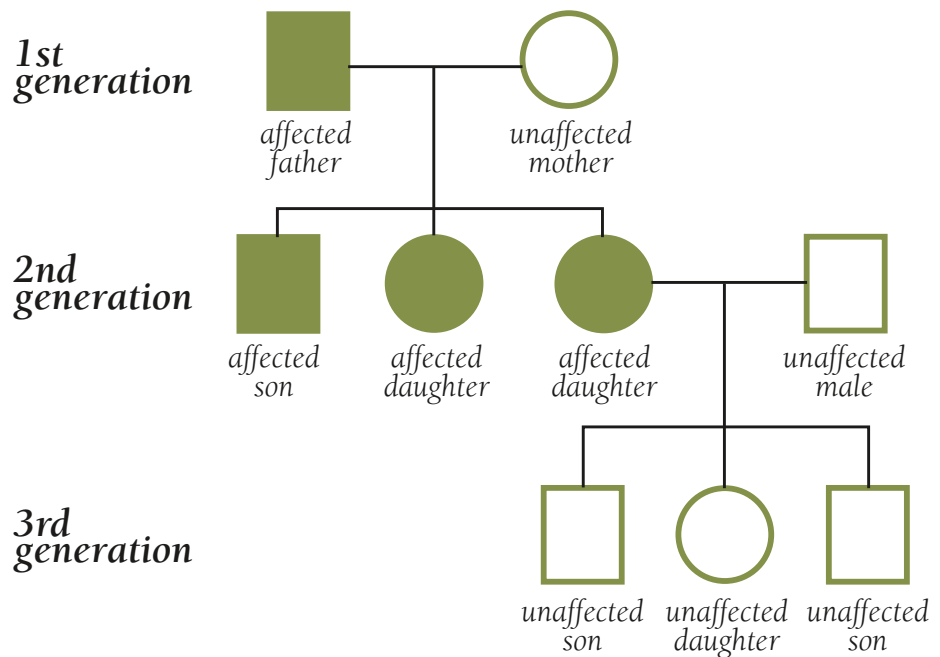 1st
generation
affected
father
unaffected
mother
2nd
generation
affected
son
affected
daughter
affected
daughter
unaffected
male
3rd
generation
unaffected
son
unaffected
daughter
unaffected
son